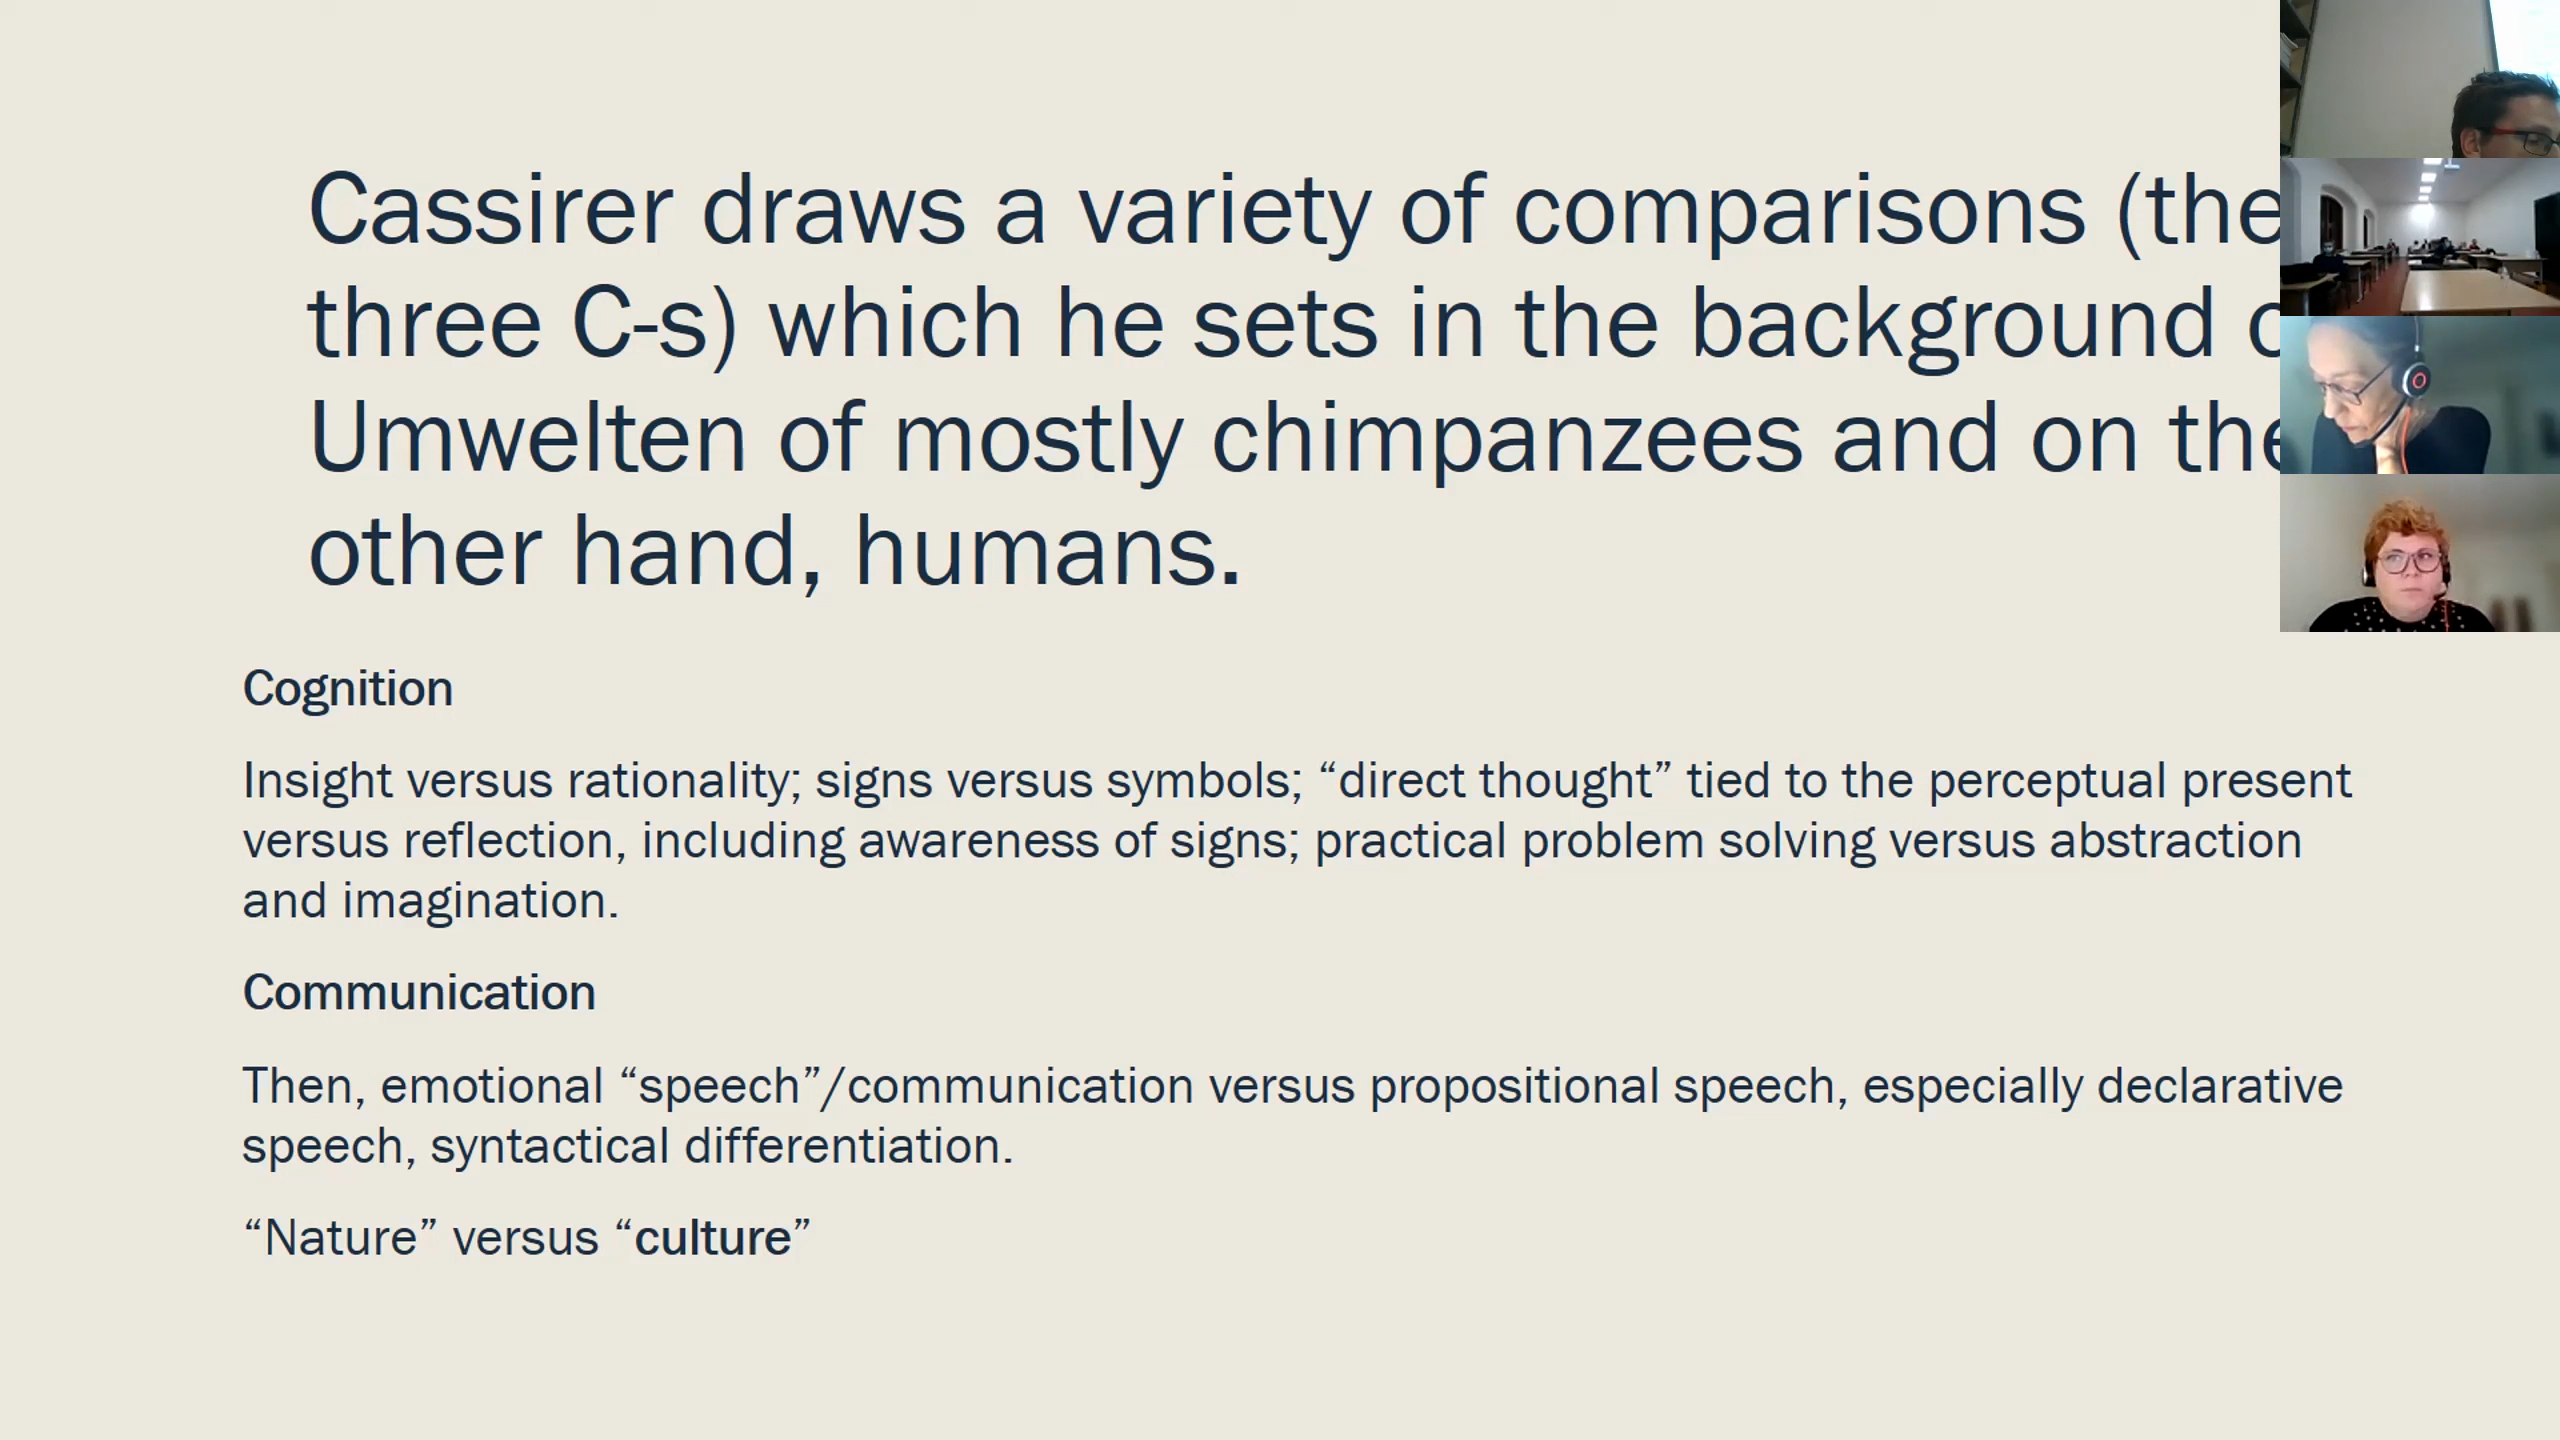 Cassirer draws a variety of comparisons (the
three C-s) which he sets in the background
Umwelten of mostly chimpanzees and on the
other hand, humans.
Cognition
Insight versus rationality; signs versus symbols; “direct thought” tied to the perceptual present
versus reflection, including awareness of signs; practical problem solving versus abstraction
and imagination.
Communication
Then, emotional “speech”/communication versus propositional speech, especially declarative
speech, syntactical differentiation.
“Nature” versus “culture”